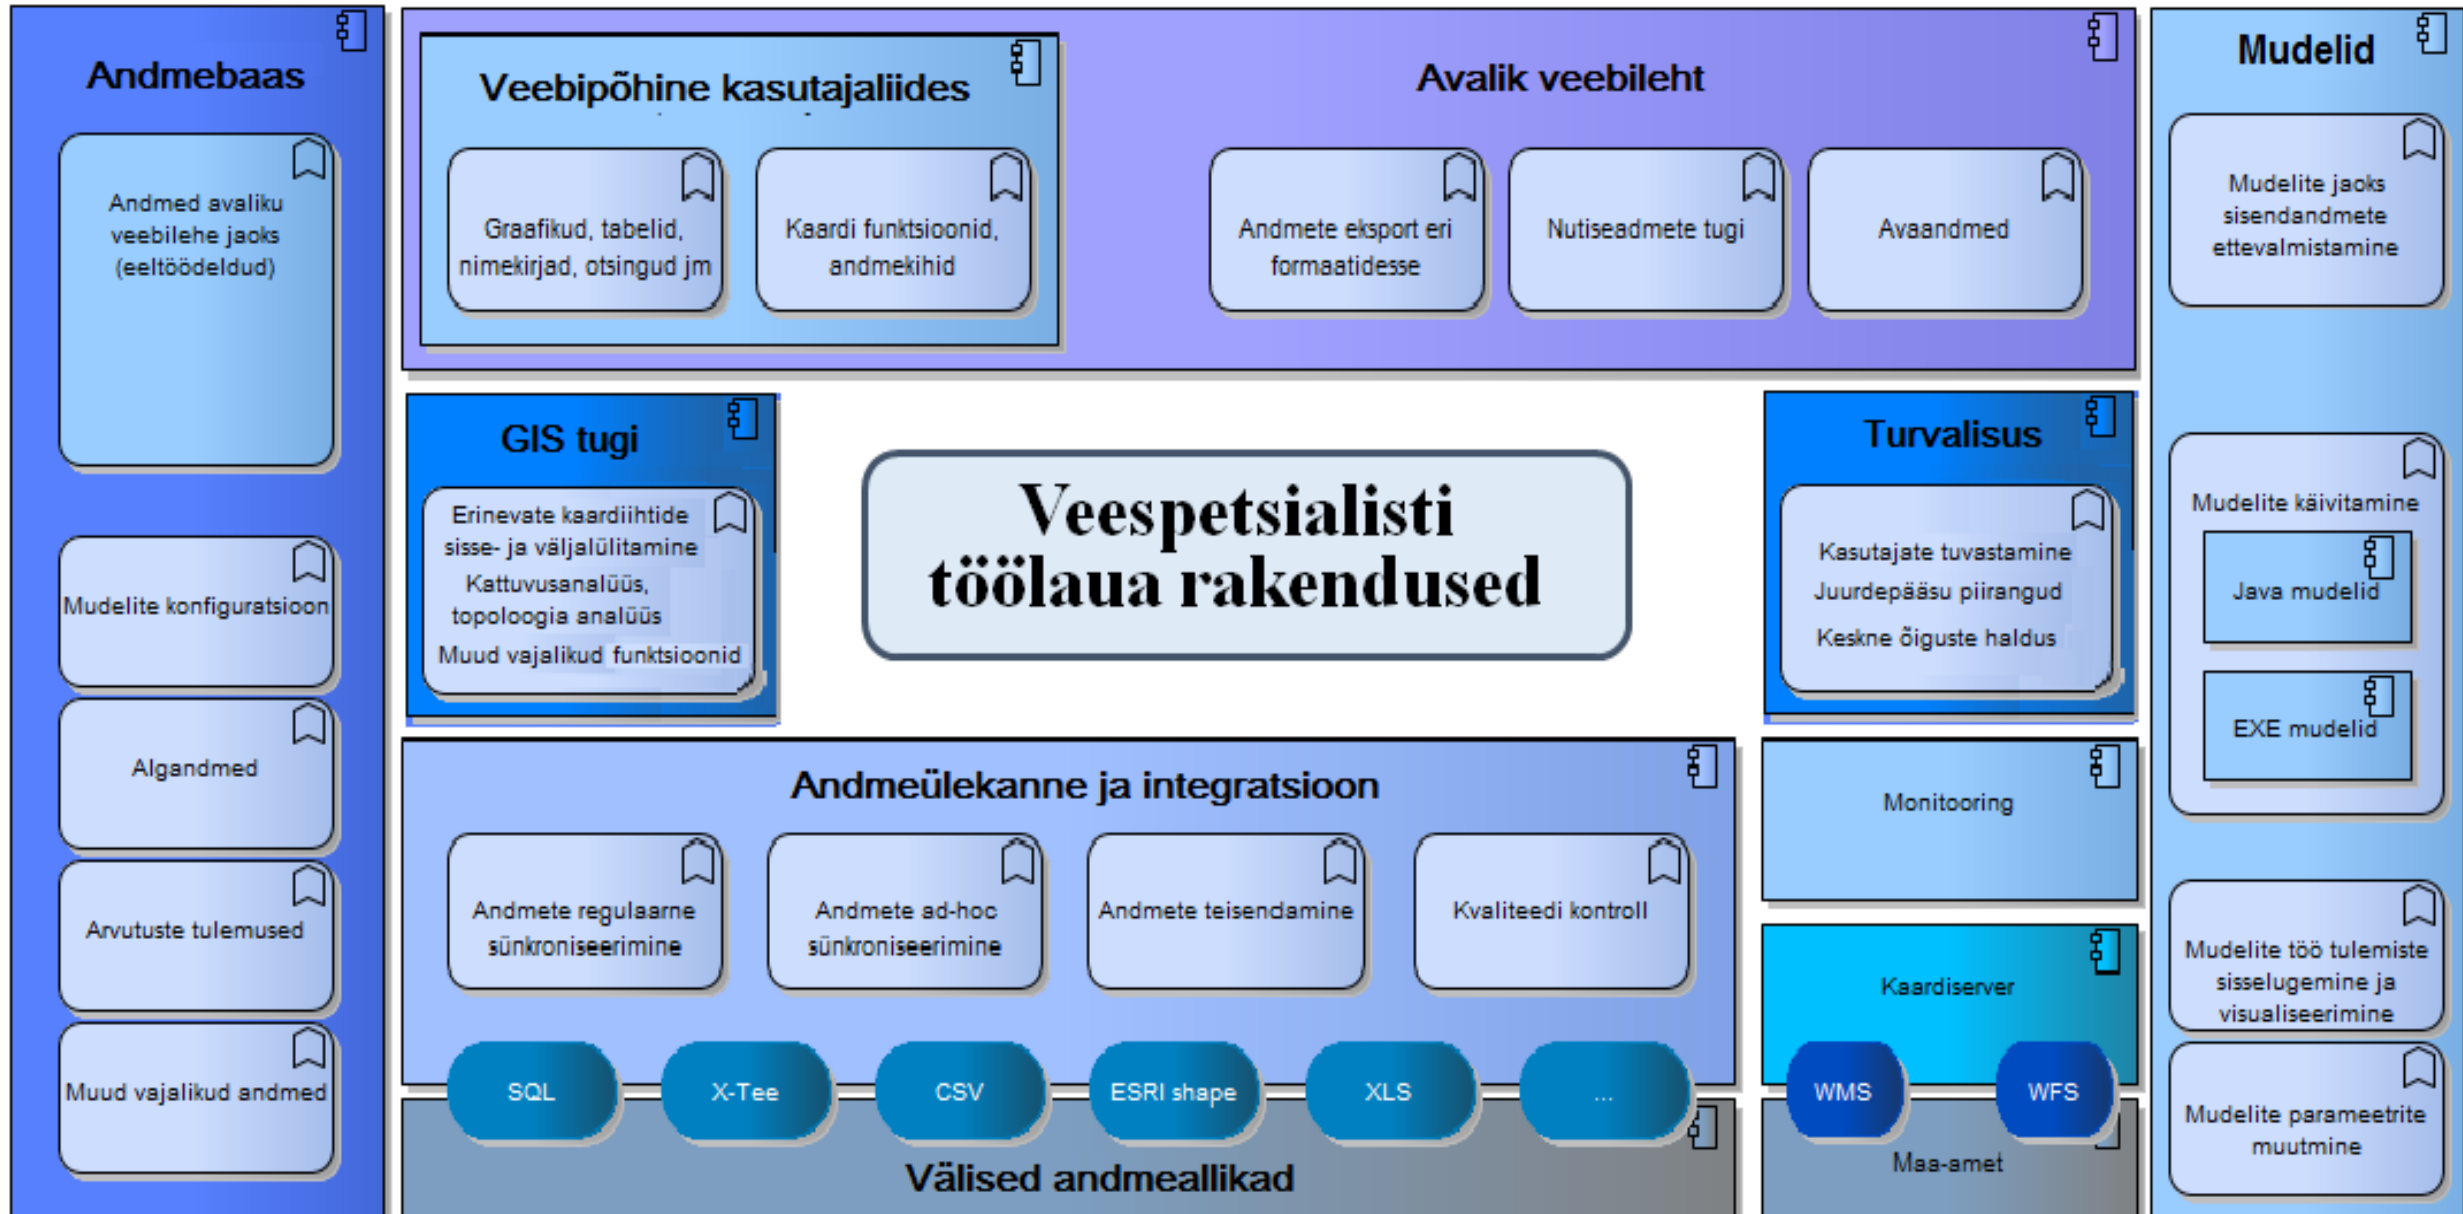 Andmebaas
Andmed avaliku
veebilehe jaoks
(eeltöödeldud)
Mudelite konfiguratsioon
Algandmed
Arvutuste tulemused
Muud vajalikud andmed
Veebipõhine kasutajaliides
Graafikud, tabelid,
nimekirjad, otsingud jm
Kaardi funktsioonid,
andmekihid
Avalik veebileht
Andmete eksport eri
formaatidesse
Nutiseadmete tugi
Avaandmed
GIS tugi
Erinevate kaardiihtide
sisse- ja väljalülitamine
Kattuvusanalüüs,
topoloogia analüüs
Muud vajalikud funktsioonid
Veespetsialisti
töölaua rakendused
Turvalisus
Kasutajate tuvastamine
Juurdepääsu piirangud
Keskne õiguste haldus
Andmeülekanne ja integratsioon
Andmete regulaarne
sünkroniseerimine
Andmete ad-hoc
sünkroniseerimine
Andmete teisendamine
Kvaliteedi kontroll
SQL
X-Tee
CSV
ESRI shape
XLS
...
Välised andmeallikad
Monitooring
Kaardiserver
WMS
WFS
Maa-amet
Mudelid
Mudelite jaoks
sisendandmete
ettevalmistamine
Mudelite käivitamine
Java mudelid
EXE mudelid
Mudelite töö tulemiste
sisselugemine ja
visualiseerimine
Mudelite parameetrite
muutmine